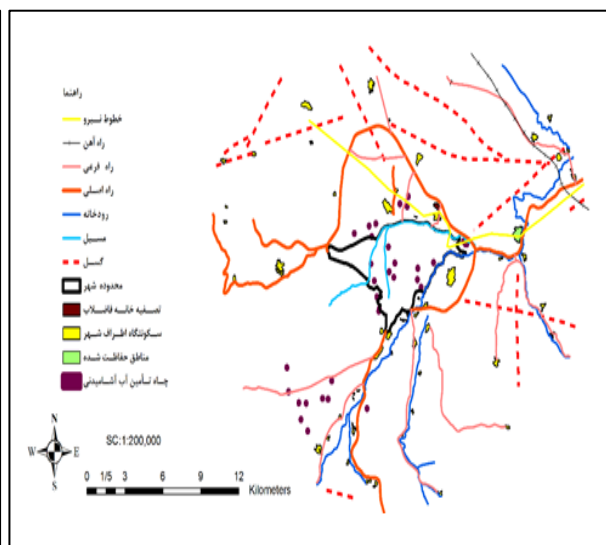 راهنما
خطوط نیرو
راه آهن
راه فرعی
راه اصلی
رودخانه
مسیل
گسل
محدوده شهر
تصفیه خانه فاضلاب
سکونتگاه اطراف شهر
مناطق حفاظت شده
چاه تأمین آب آشامیدنی
N
W E
S
SC:1:200,000
0 1/5 3 6 9 12
Kilometers